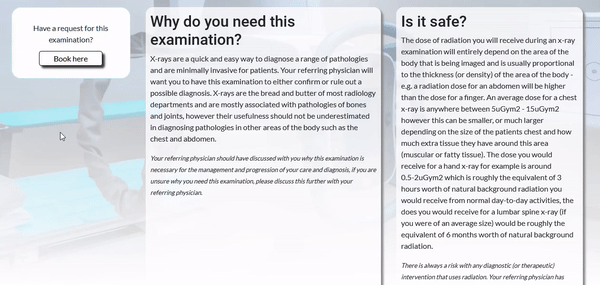 Have a request for this
examination?
Book here
Why do you need this
examination?
X-rays are a quick and easy way to diagnose a range of pathologies
and are minimally invasive for patients. Your referring physician will
want you to have this examination to either confirm or rule out a
possible diagnosis. X-rays are the bread and butter of most radiology
departments and are mostly associated with pathologies of bones
and joints, however their usefulness should not be underestimated
in diagnosing pathologies in other areas of the body such as the
chest and abdomen.
Your referring physician should have discussed with you why this examination is
necessary for the management and progression of your care and diagnosis, if you are
unsure why you need this examination, please discuss this further with your
referring physician.
Is it safe?
The dose of radiation you will receive during an x-ray
examination will entirely depend on the area of the
body that is being imaged and is usually proportional
to the thickness (or density) of the area of the body -
e.g. a radiation dose for an abdomen will be higher
than the dose for a finger. An average dose for a chest
x-ray is anywhere between 5uGym2 - 15uGym2
however this can be smaller, or much larger
depending on the size of the patients chest and how
much extra tissue they have around this area
(muscular or fatty tissue). The dose you would
receive for a hand x-ray for example is around
0.5-2uGym2 which is roughly the equivalent of 3
hours worth of natural background radiation you
would receive from normal day-to-day activities, the
does you would receive for a lumbar spine x-ray (if
you were of an average size) would be roughly the
equivalent of 6 months worth of natural background
radiation.
There is always a risk with any diagnostic (or therapeutic)
intervention that uses radiation. Your referring physician has